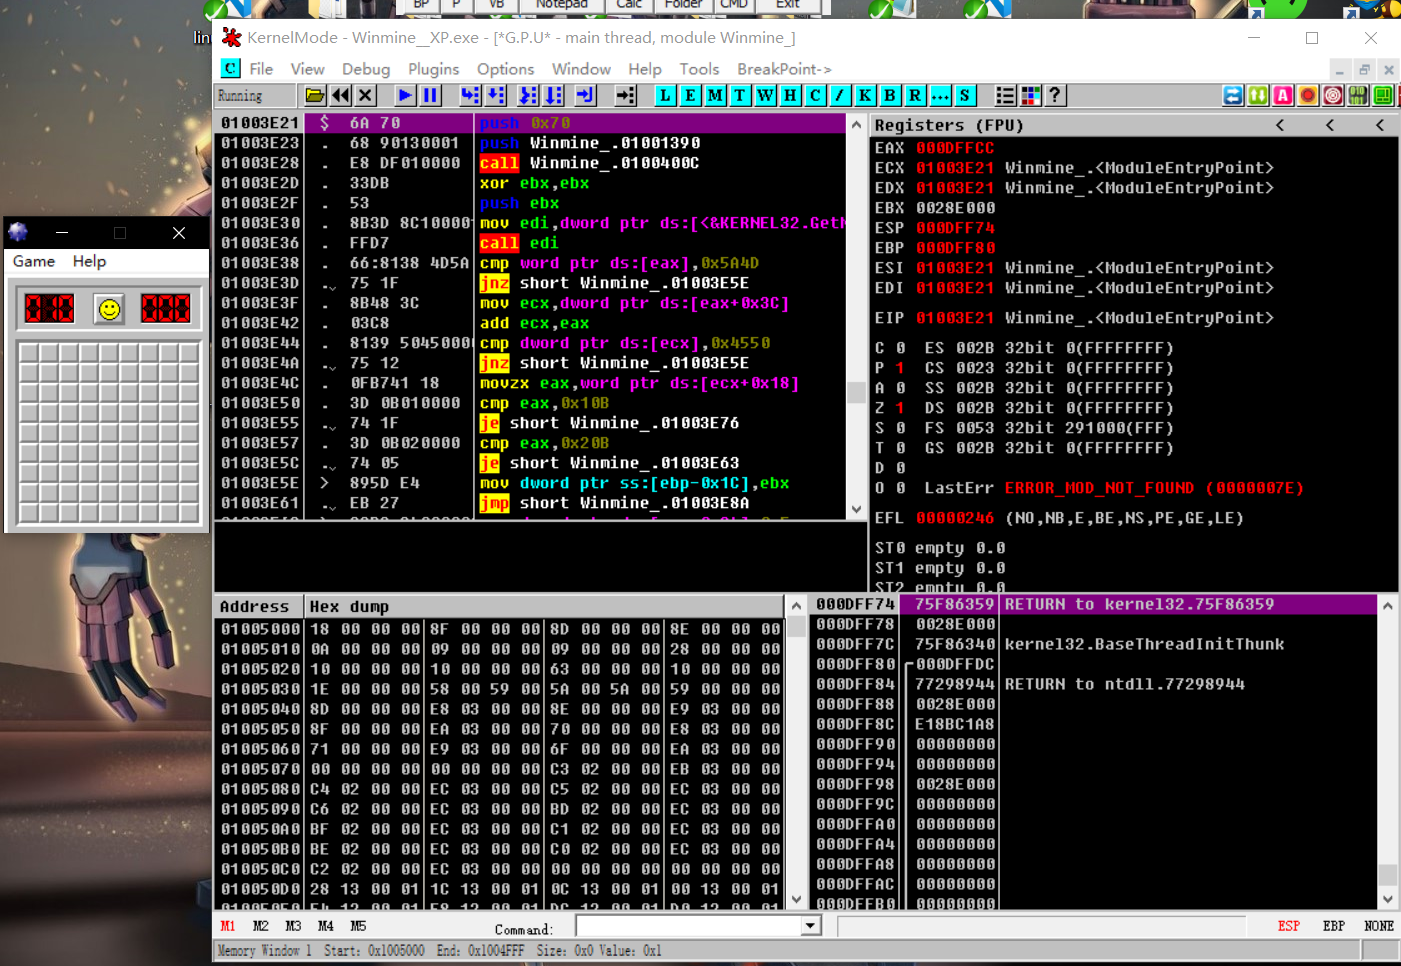 BP P VB Notepad Calc Folder CMD Exit
KernelMode - Winmine__XP.exe - [*G.P.U* - main thread, module Winmine_]
C File View Debug Plugins Options Window Help Tools BreakPoint->
Running L E M T W H C / K B R ... S ?
01003E21 $ 6A 70 push 0x70
01003E23 . 68 90130001 push Winmine_.01001390
01003E28 . E8 DF010000 call Winmine_.0100400C
01003E2D . 33DB xor ebx,ebx
01003E2F . 53 push ebx
01003E30 . 8B3D 8C10000 mov edi,dword ptr ds:[<&KERNEL32.GetM
01003E36 . FFD7 call edi
01003E38 . 66:8138 4D5A cmp word ptr ds:[eax],0x5A4D
01003E3D . 75 1F jnz short Winmine_.01003E5E
01003E3F . 8B48 3C mov ecx,dword ptr ds:[eax+0x3C]
01003E42 . 03C8 add ecx,eax
01003E44 . 8139 5045000 cmp dword ptr ds:[ecx],0x4550
01003E4A . 75 12 jnz short Winmine_.01003E5E
01003E4C . 0FB741 18 movzx eax,word ptr ds:[ecx+0x18]
01003E50 . 3D 0B010000 cmp eax,0x10B
01003E55 . 74 1F je short Winmine_.01003E76
01003E57 . 3D 0B020000 cmp eax,0x20B
01003E5C . 74 05 je short Winmine_.01003E63
01003E5E > 895D E4 mov dword ptr ss:[ebp-0x1C],ebx
01003E61 . EB 27 jmp short Winmine_.01003E8A
Registers (FPU) < < <
EAX 000DFFCC
ECX 01003E21 Winmine_.<ModuleEntryPoint>
EDX 01003E21 Winmine_.<ModuleEntryPoint>
EBX 0028E000
ESP 000DFF74
EBP 000DFF80
ESI 01003E21 Winmine_.<ModuleEntryPoint>
EDI 01003E21 Winmine_.<ModuleEntryPoint>
EIP 01003E21 Winmine_.<ModuleEntryPoint>
C 0 ES 002B 32bit 0(FFFFFFFF)
P 1 CS 0023 32bit 0(FFFFFFFF)
A 0 SS 002B 32bit 0(FFFFFFFF)
Z 1 DS 002B 32bit 0(FFFFFFFF)
S 0 FS 0053 32bit 291000(FFF)
T 0 GS 002B 32bit 0(FFFFFFFF)
D 0
O 0 LastErr ERROR_MOD_NOT_FOUND (0000007E)
EFL 00000246 (NO,NB,E,BE,NS,PE,GE,LE)
ST0 empty 0.0
ST1 empty 0.0
ST2 empty 0.0
Game Help
010 000
Address Hex dump
01005000 18 00 00 00 8F 00 00 00 8D 00 00 00 8E 00 00 00
01005010 0A 00 00 00 09 00 00 00 09 00 00 00 28 00 00 00
01005020 10 00 00 00 10 00 00 00 63 00 00 00 10 00 00 00
01005030 1E 00 00 00 58 00 59 00 5A 00 5A 00 59 00 00 00
01005040 8D 00 00 00 E8 03 00 00 8E 00 00 00 E9 03 00 00
01005050 8F 00 00 00 EA 03 00 00 70 00 00 00 E8 03 00 00
01005060 71 00 00 00 E9 03 00 00 6F 00 00 00 EA 03 00 00
01005070 00 00 00 00 00 00 00 00 C3 02 00 00 EB 03 00 00
01005080 C4 02 00 00 EC 03 00 00 C5 02 00 00 EC 03 00 00
01005090 C6 02 00 00 EC 03 00 00 BD 02 00 00 EC 03 00 00
010050A0 BF 02 00 00 EC 03 00 00 C1 02 00 00 EC 03 00 00
010050B0 BE 02 00 00 EC 03 00 00 C0 02 00 00 EC 03 00 00
010050C0 C2 02 00 00 EC 03 00 00 00 00 00 00 00 00 00 00
010050D0 28 13 00 01 1C 13 00 01 0C 13 00 01 00 13 00 01
000DFF74 75F86359 RETURN to kernel32.75F86359
000DFF78 0028E000
000DFF7C 75F86340 kernel32.BaseThreadInitThunk
000DFF80 000DFFDC
000DFF84 77298944 RETURN to ntdll.77298944
000DFF88 0028E000
000DFF8C E18BC1A8
000DFF90 00000000
000DFF94 00000000
000DFF98 0028E000
000DFF9C 00000000
000DFFA0 00000000
000DFFA4 00000000
000DFFA8 00000000
000DFFAC 00000000
000DFFB0 00000000
M1 M2 M3 M4 M5 Command: ESP EBP NONE
Memory Window 1 Start: 0x1005000 End: 0x1004FFF Size: 0x0 Value: 0x1